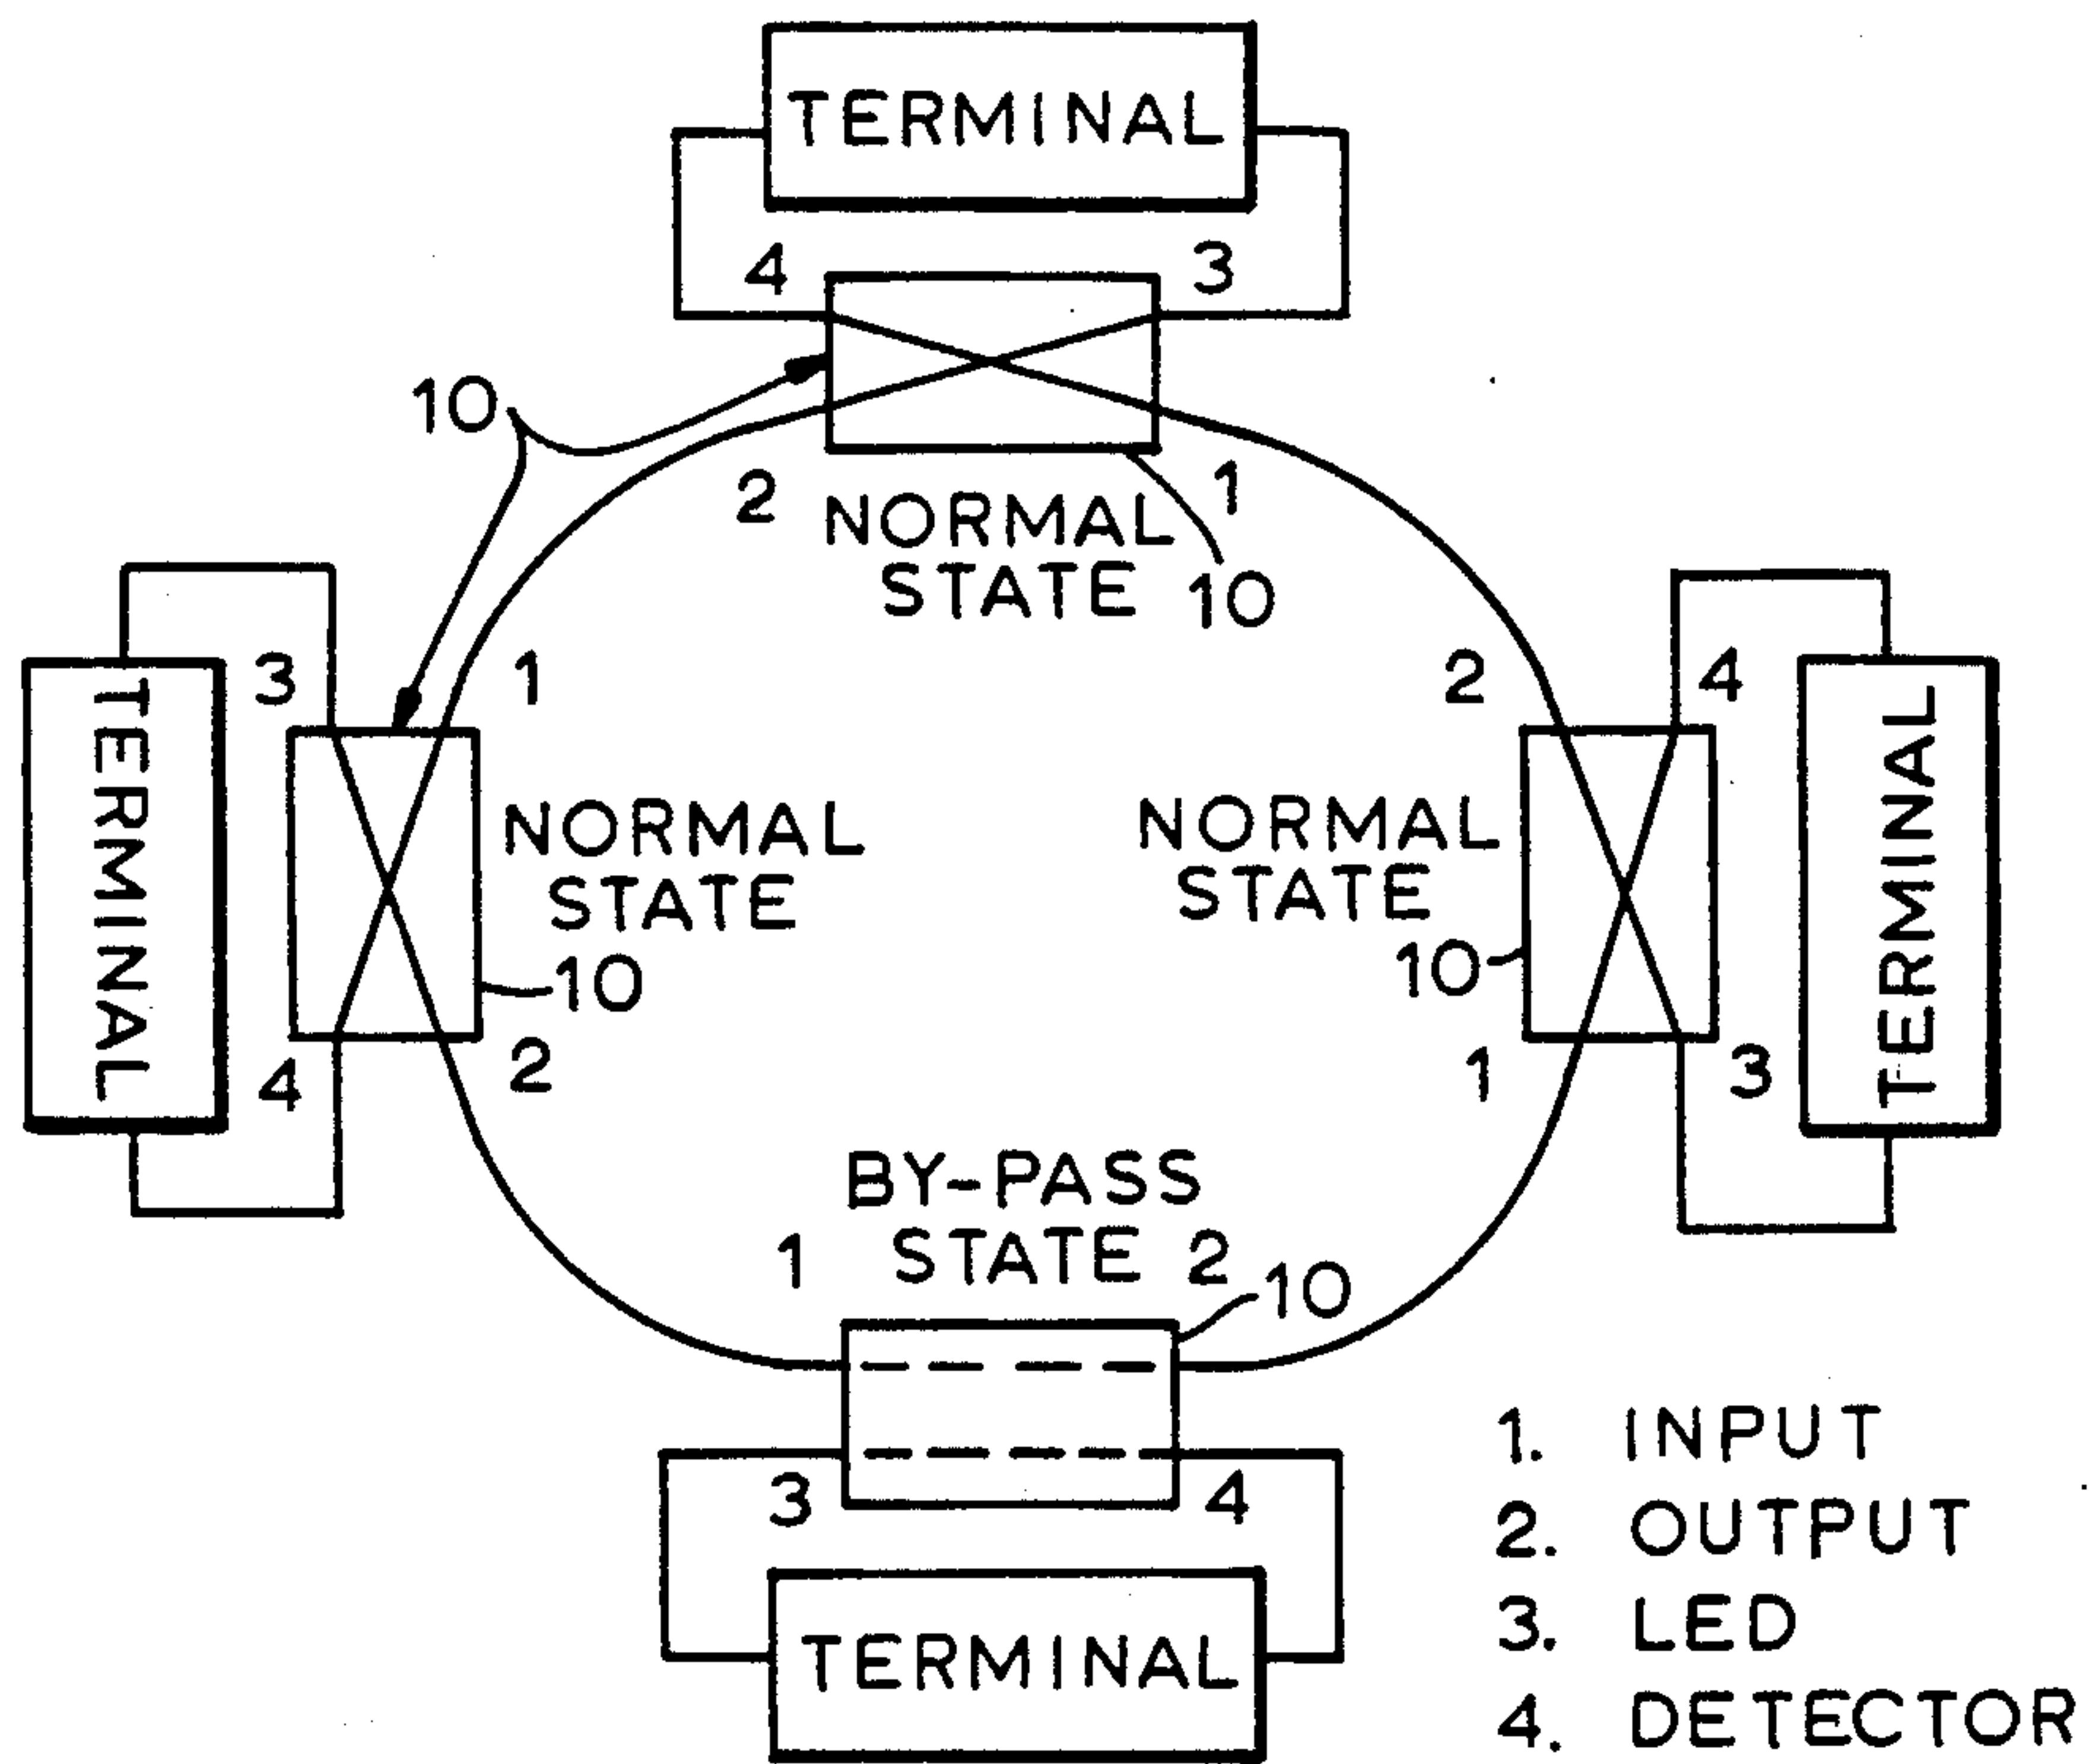 TERMINAL
4
3
10
2
1
NORMAL
STATE
10
3
1
TERMINAL
NORMAL
STATE
10
4
2
2
4
NORMAL
STATE
10
TERMINAL
1
3
BY-PASS
1
STATE
2
10
3
4
TERMINAL
1. INPUT
2. OUTPUT
3. LED
4. DETECTOR